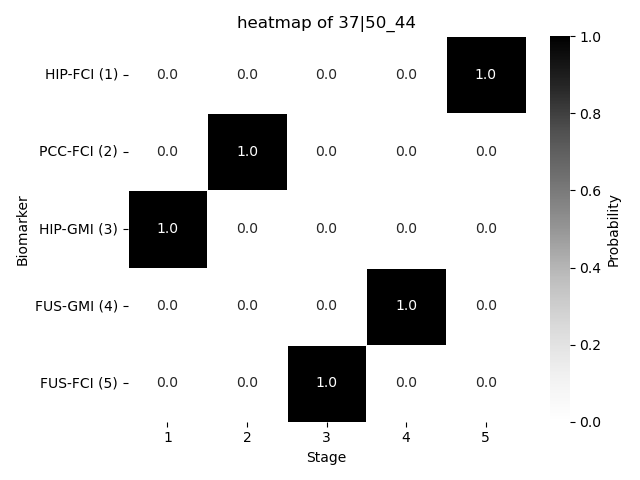 heatmap of 37|50_44
HIP-FCI (1) 0.0 0.0 0.0 0.0 1.0
PCC-FCI (2) 0.0 1.0 0.0 0.0 0.0
HIP-GMI (3) 1.0 0.0 0.0 0.0 0.0
FUS-GMI (4) 0.0 0.0 0.0 1.0 0.0
FUS-FCI (5) 0.0 0.0 1.0 0.0 0.0
1 2 3 4 5
Stage
Biomarker
1.0
0.8
0.6
0.4
0.2
0.0
Probability